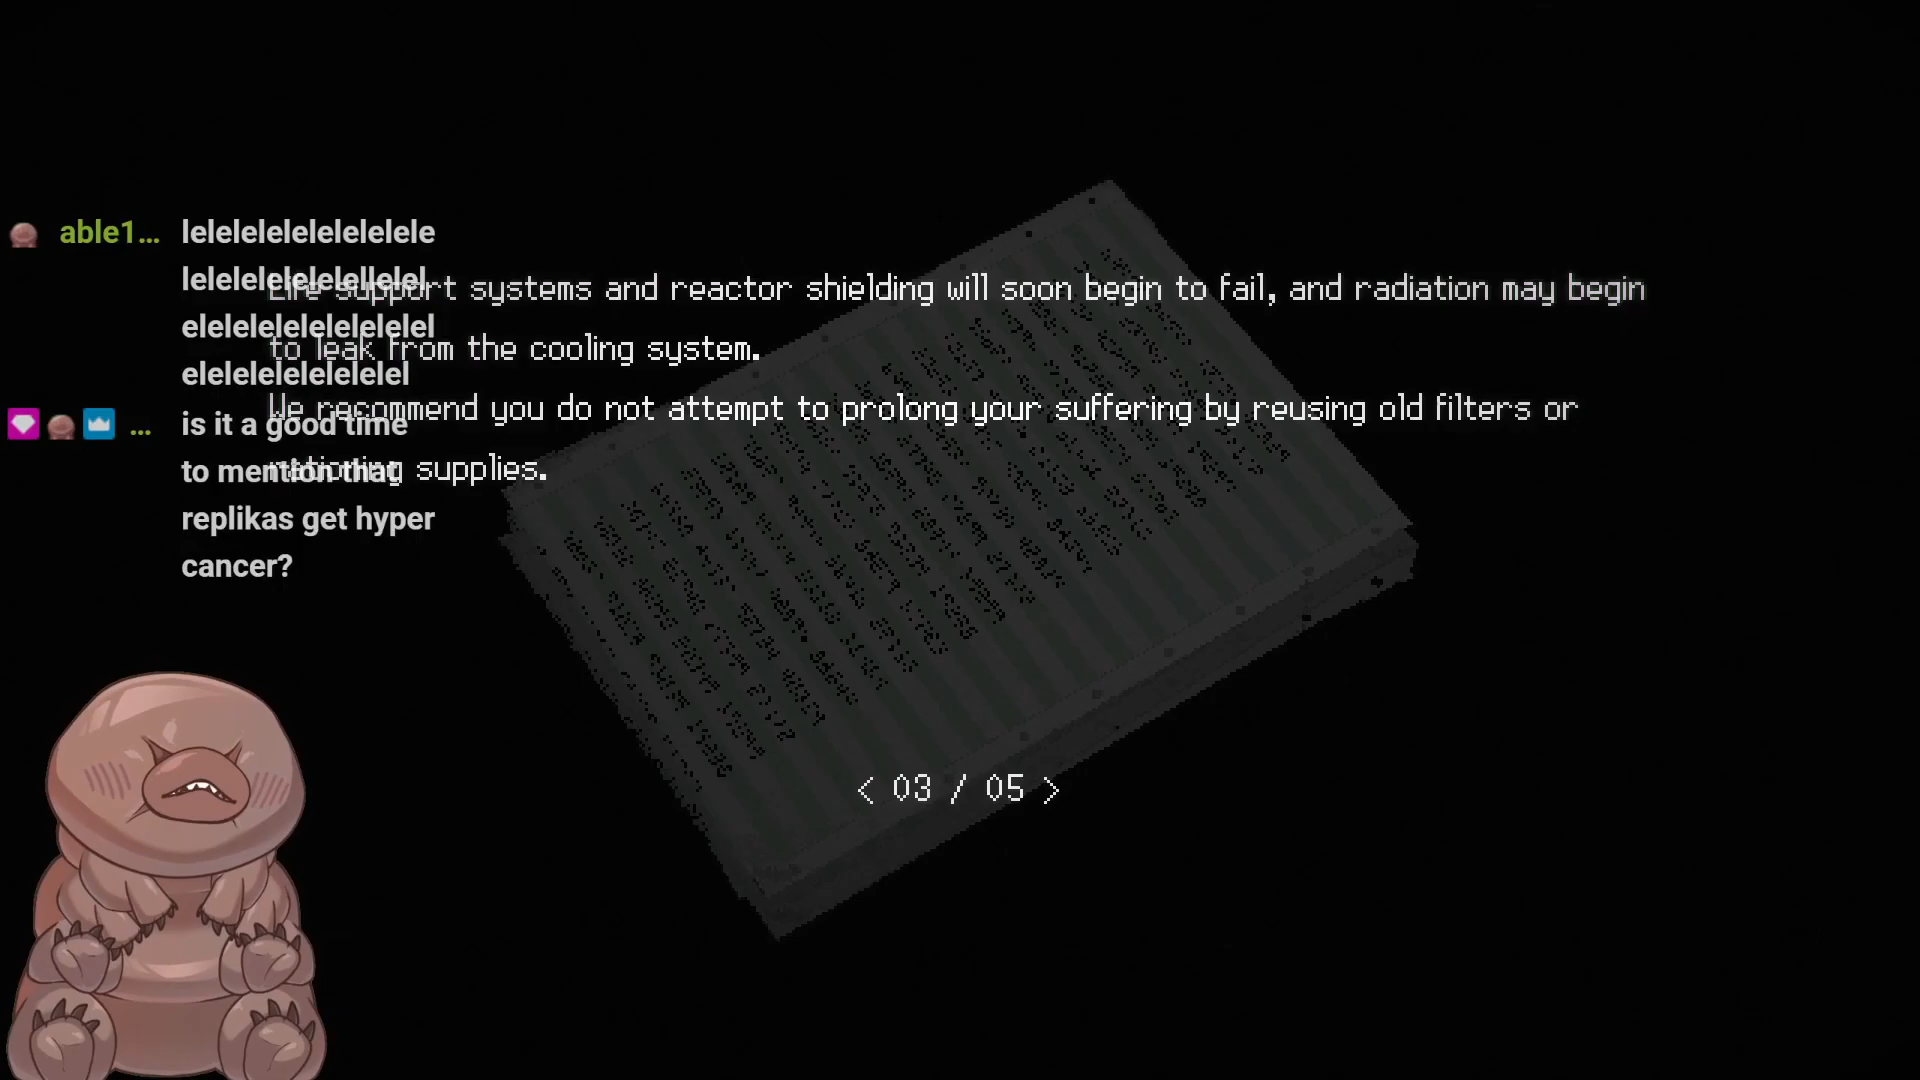 able1... lelelelelelelelele
lelelelelelelellelel
elelelelelelelelel
elelelelelelelel
... is it a good time
to mention that
replikas get hyper
cancer?
Life support systems and reactor shielding will soon begin to fail, and radiation may begin
to leak from the cooling system.
We recommend you do not attempt to prolong your suffering by reusing old filters or
rationing supplies.
< 03 / 05 >